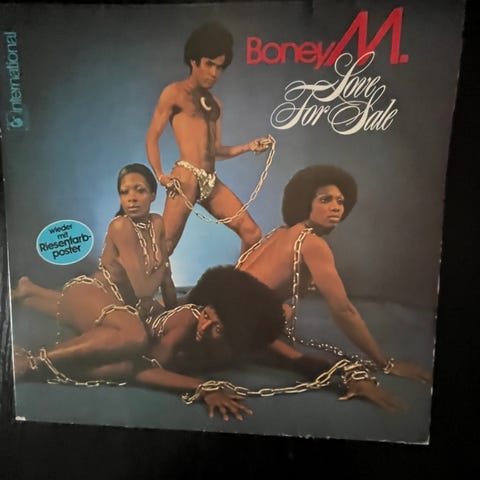 international
Boney M.
Love
For Sale
wieder
mit
Riesenfarb-
poster